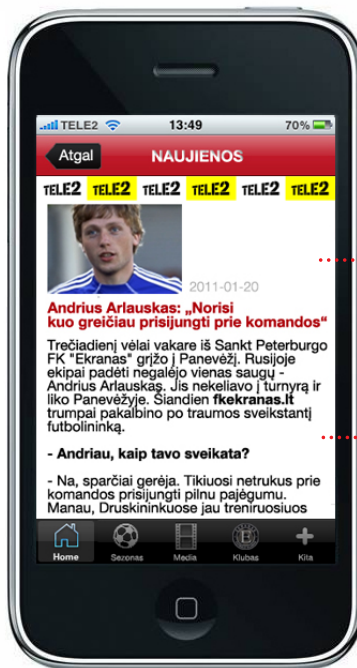 TELE2 13:49 70%
Atgal NAUJIENOS
TELE2 TELE2 TELE2 TELE2 TELE2 TELE2
2011-01-20
Andrius Arlauskas: „Norisi
kuo greičiau prisijungti prie komandos“
Trečiadienį vėlai vakare iš Sankt Peterburgo
FK "Ekranas" grįžo į Panevėžį. Rusijoje
ekipai padėti negalėjo vienas saugų -
Andrius Arlauskas. Jis nekeliavo į turnyrą ir
liko Panevėžyje. Šiandien fkekranas.lt
trumpai pakalbino po traumos sveikstantį
futbolininką.
- Andriau, kaip tavo sveikata?
- Na, sparčiai gerėja. Tikiuosi netrukus prie
komandos prisijungti pilnu pajėgumu.
Manau, Druskininkuose jau treniruosiuos
Home Sezonas Media Klubas Kita